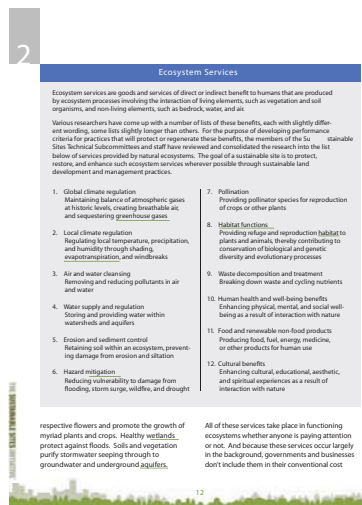 2
Ecosystem Services
Ecosystem services are goods and services of direct or indirect benefit to humans that are produced
by ecosystem processes involving the interaction of living elements, such as vegetation and soil
organisms, and non-living elements, such as bedrock, water, and air.
Various researchers have come up with a number of lists of these benefits, each with slightly differ-
ent wording, some lists slightly longer than others. For the purpose of developing performance
criteria for practices that will protect or regenerate these benefits, the members of the Su stainable
Sites Technical Subcommittees and staff have reviewed and consolidated the research into the list
below of services provided by natural ecosystems. The goal of a sustainable site is to protect,
restore, and enhance such ecosystem services wherever possible through sustainable land
development and management practices.
1. Global climate regulation
Maintaining balance of atmospheric gases
at historic levels, creating breathable air,
and sequestering greenhouse gases
2. Local climate regulation
Regulating local temperature, precipitation,
and humidity through shading,
evapotranspiration, and windbreaks
3. Air and water cleansing
Removing and reducing pollutants in air
and water
4. Water supply and regulation
Storing and providing water within
watersheds and aquifers
5. Erosion and sediment control
Retaining soil within an ecosystem, prevent-
ing damage from erosion and siltation
6. Hazard mitigation
Reducing vulnerability to damage from
flooding, storm surge, wildfire, and drought
7. Pollination
Providing pollinator species for reproduction
of crops or other plants
8. Habitat functions
Providing refuge and reproduction habitat to
plants and animals, thereby contributing to
conservation of biological and genetic
diversity and evolutionary processes
9. Waste decomposition and treatment
Breaking down waste and cycling nutrients
10. Human health and well-being benefits
Enhancing physical, mental, and social well-
being as a result of interaction with nature
11. Food and renewable non-food products
Producing food, fuel, energy, medicine,
or other products for human use
12. Cultural benefits
Enhancing cultural, educational, aesthetic,
and spiritual experiences as a result of
interaction with nature
respective flowers and promote the growth of
myriad plants and crops. Healthy wetlands
protect against floods. Soils and vegetation
purify stormwater seeping through to
groundwater and underground aquifers.
All of these services take place in functioning
ecosystems whether anyone is paying attention
or not. And because these services occur largely
in the background, governments and businesses
don't include them in their conventional cost
THE SUSTAINABLE SITES INITIATIVE
12